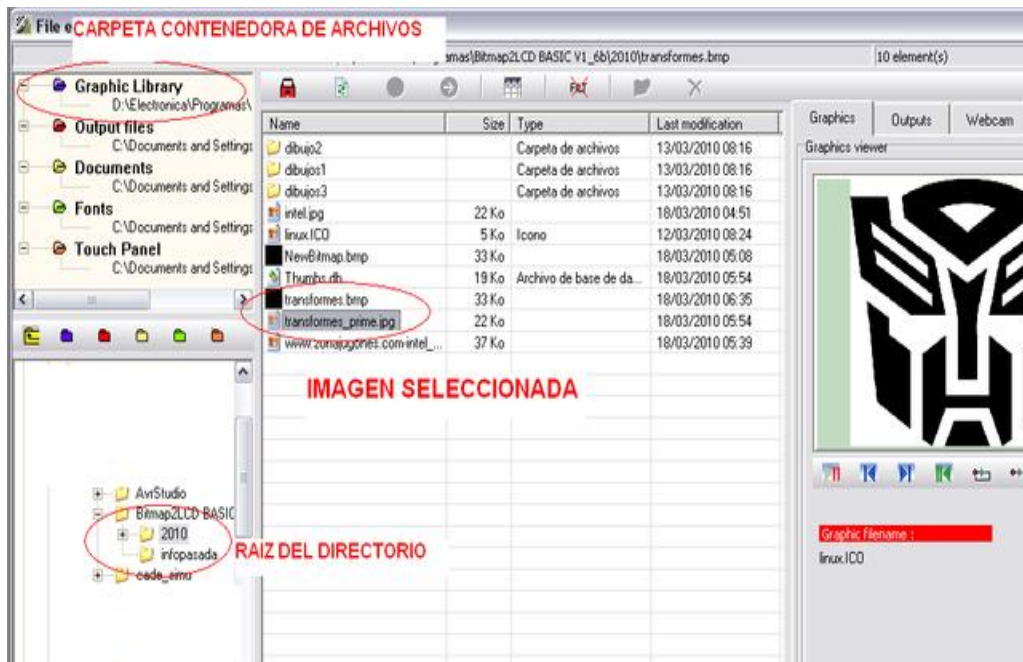 File e
CARPETA CONTENEDORA DE ARCHIVOS
amas\Bitmap2LCD BASIC V1_6b\2010\transformes.bmp
10 element(s)
Graphic Library
D:\Electronica\Programas\
Output files
C:\Documents and Settings
Documents
C:\Documents and Settings
Fonts
C:\Documents and Settings
Touch Panel
C:\Documents and Settings
Name Size Type Last modification
dibujo2 Carpeta de archivos 13/03/2010 08:16
dibujos1 Carpeta de archivos 13/03/2010 08:16
dibujos3 Carpeta de archivos 13/03/2010 08:16
intel.jpg 22 Ko 18/03/2010 04:51
linux.ICO 5 Ko Icono 12/03/2010 08:24
NewBitmap.bmp 33 Ko 18/03/2010 05:08
Thumbs.db 19 Ko Archivo de base de da... 18/03/2010 05:54
transformes.bmp 33 Ko 18/03/2010 06:35
transformes_prime.jpg 22 Ko 18/03/2010 05:54
www.zonajugones.com-intel_... 37 Ko 18/03/2010 05:39
IMAGEN SELECCIONADA
AvrStudio
Bitmap2LCD BASIC
2010
infopasada
cade_simu
RAIZ DEL DIRECTORIO
Graphics Outputs Webcam
Graphics viewer
Graphic filename :
linux.ICO